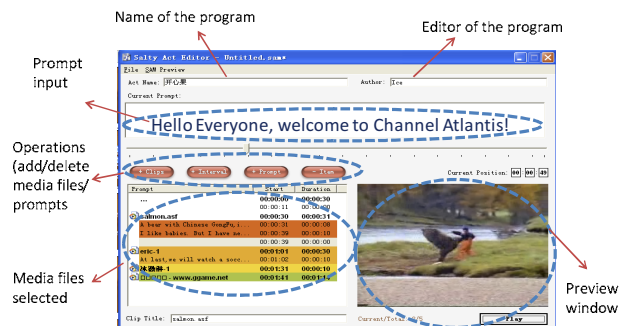 Name of the program
Editor of the program
Salty Act Editor - Untitled.sam*
File SAM Preview
Act Name: 开心果
Author: Ice
Prompt input
Current Prompt:
Hello Everyone, welcome to Channel Atlantis!
Operations (add/delete media files/ prompts
+ Clips
+ Interval
+ Prompt
- Item
Current Position: 00 : 00 : 49
Prompt Start Duration
... 00:00:00 00:00:30
00:00:11 00:00:00
salmon.asf 00:00:30 00:00:31
A bear with Chinese GongFu,i... 00:00:31 00:00:08
I like babies. But I have no... 00:00:39
00:00:39 00:00:00
eric-1 00:01:01 00:00:30
At last,we will watch a socc... 00:01:02 00:00:10
-1 00:01:31 00:00:10
- www.ggame.net 00:01:41
Media files selected
Preview window
Clip Title: salmon.asf
Current/Total
Play